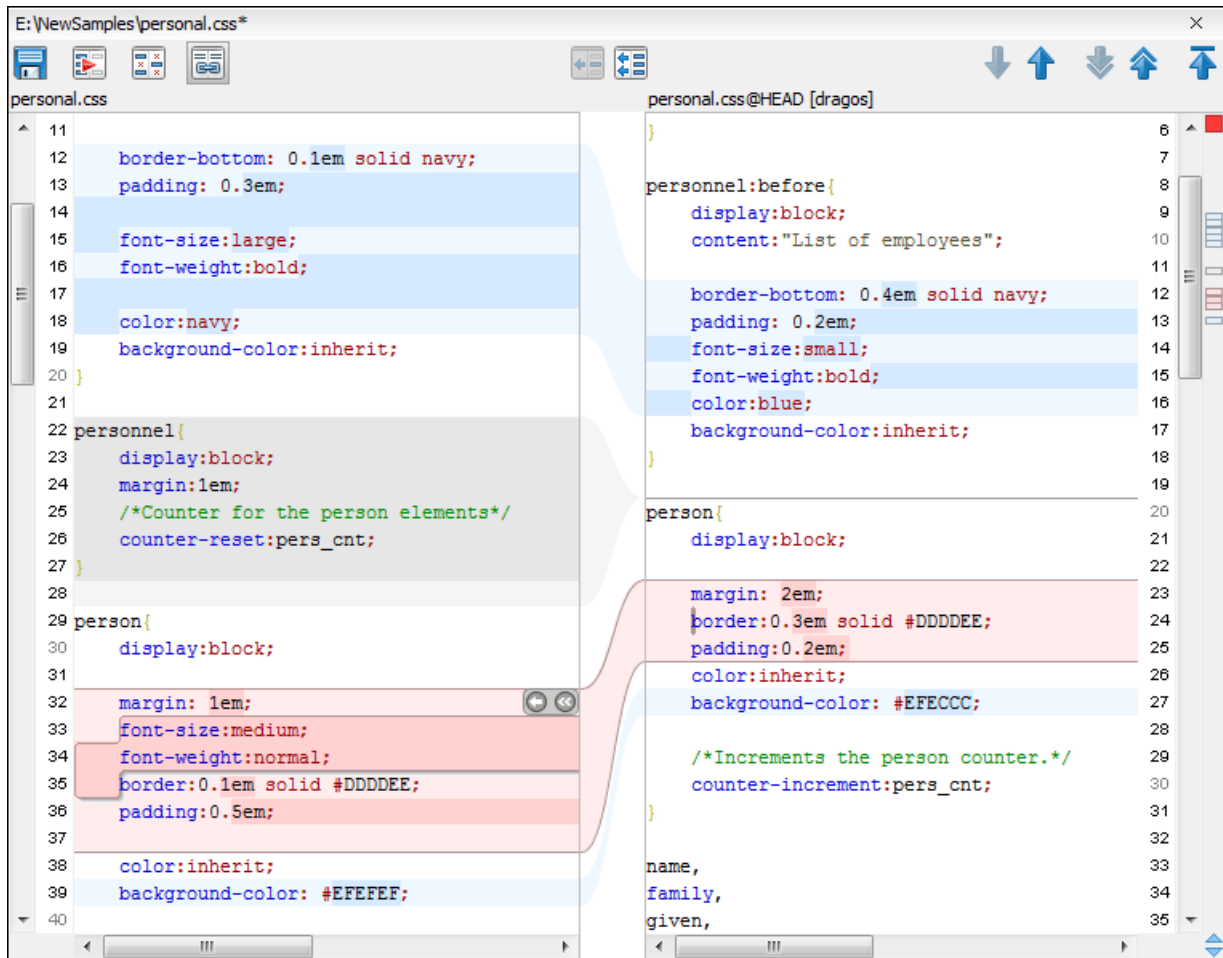 E:\NewSamples\personal.css*
personal.css
11
12 border-bottom: 0.1em solid navy;
13 padding: 0.3em;
14
15 font-size:large;
16 font-weight:bold;
17
18 color:navy;
19 background-color:inherit;
20 }
21
22 personnel{
23 display:block;
24 margin:1em;
25 /*Counter for the person elements*/
26 counter-reset:pers_cnt;
27 }
28
29 person{
30 display:block;
31
32 margin: 1em;
33 font-size:medium;
34 font-weight:normal;
35 border:0.1em solid #DDDDEE;
36 padding:0.5em;
37
38 color:inherit;
39 background-color: #EFEFEF;
40
personal.css@HEAD [dragos]
} 6
7
personnel:before{ 8
display:block; 9
content:"List of employees"; 10
11
border-bottom: 0.4em solid navy; 12
padding: 0.2em; 13
font-size:small; 14
font-weight:bold; 15
color:blue; 16
background-color:inherit; 17
} 18
19
person{ 20
display:block; 21
22
margin: 2em; 23
border:0.3em solid #DDDDEE; 24
padding:0.2em; 25
color:inherit; 26
background-color: #EFECCC; 27
28
/*Increments the person counter.*/ 29
counter-increment:pers_cnt; 30
} 31
32
name, 33
family, 34
given, 35